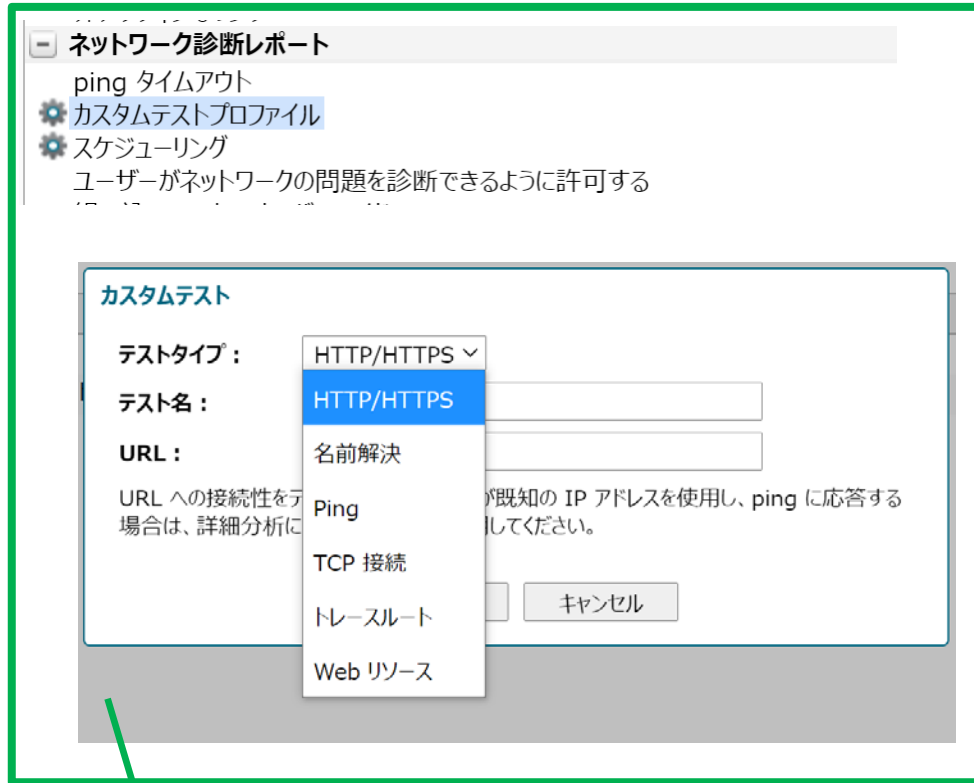 ネットワーク診断レポート
ping タイムアウト
カスタムテストプロファイル
スケジューリング
ユーザーがネットワークの問題を診断できるように許可する
カスタムテスト
テストタイプ： HTTP/HTTPS
HTTP/HTTPS
テスト名：
URL： 名前解決
URL への接続性をテ が既知の IP アドレスを使用し、ping に応答する
Ping
場合は、詳細分析に 用してください。
TCP 接続
キャンセル
トレースルート
Web リソース